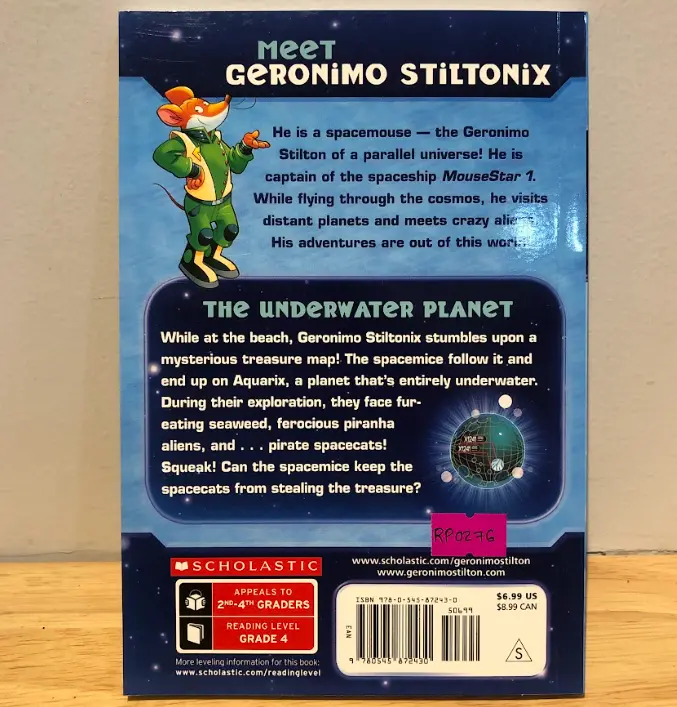 MEET
GERONIMO STILTONIX
He is a spacemouse — the Geronimo
Stilton of a parallel universe! He is
captain of the spaceship MouseStar 1.
While flying through the cosmos, he visits
distant planets and meets crazy
His adventures are out of this
THE UNDERWATER PLANET
While at the beach, Geronimo Stiltonix stumbles upon a
mysterious treasure map! The spacemice follow it and
end up on Aquarix, a planet that's entirely underwater.
During their exploration, they face fur-
eating seaweed, ferocious piranha
aliens, and . . . pirate spacecats!
Squeak! Can the spacemice keep the
spacecats from stealing the treasure?
RP0276
SCHOLASTIC
APPEALS TO
2ND-4TH GRADERS
READING LEVEL
GRADE 4
More leveling information for this book:
www.scholastic.com/readinglevel
www.scholastic.com/geronimostilton
www.geronimostilton.com
ISBN 978-0-545-87243-0
50699
EAN
9 780545 872430
$6.99 US
$8.99 CAN
S